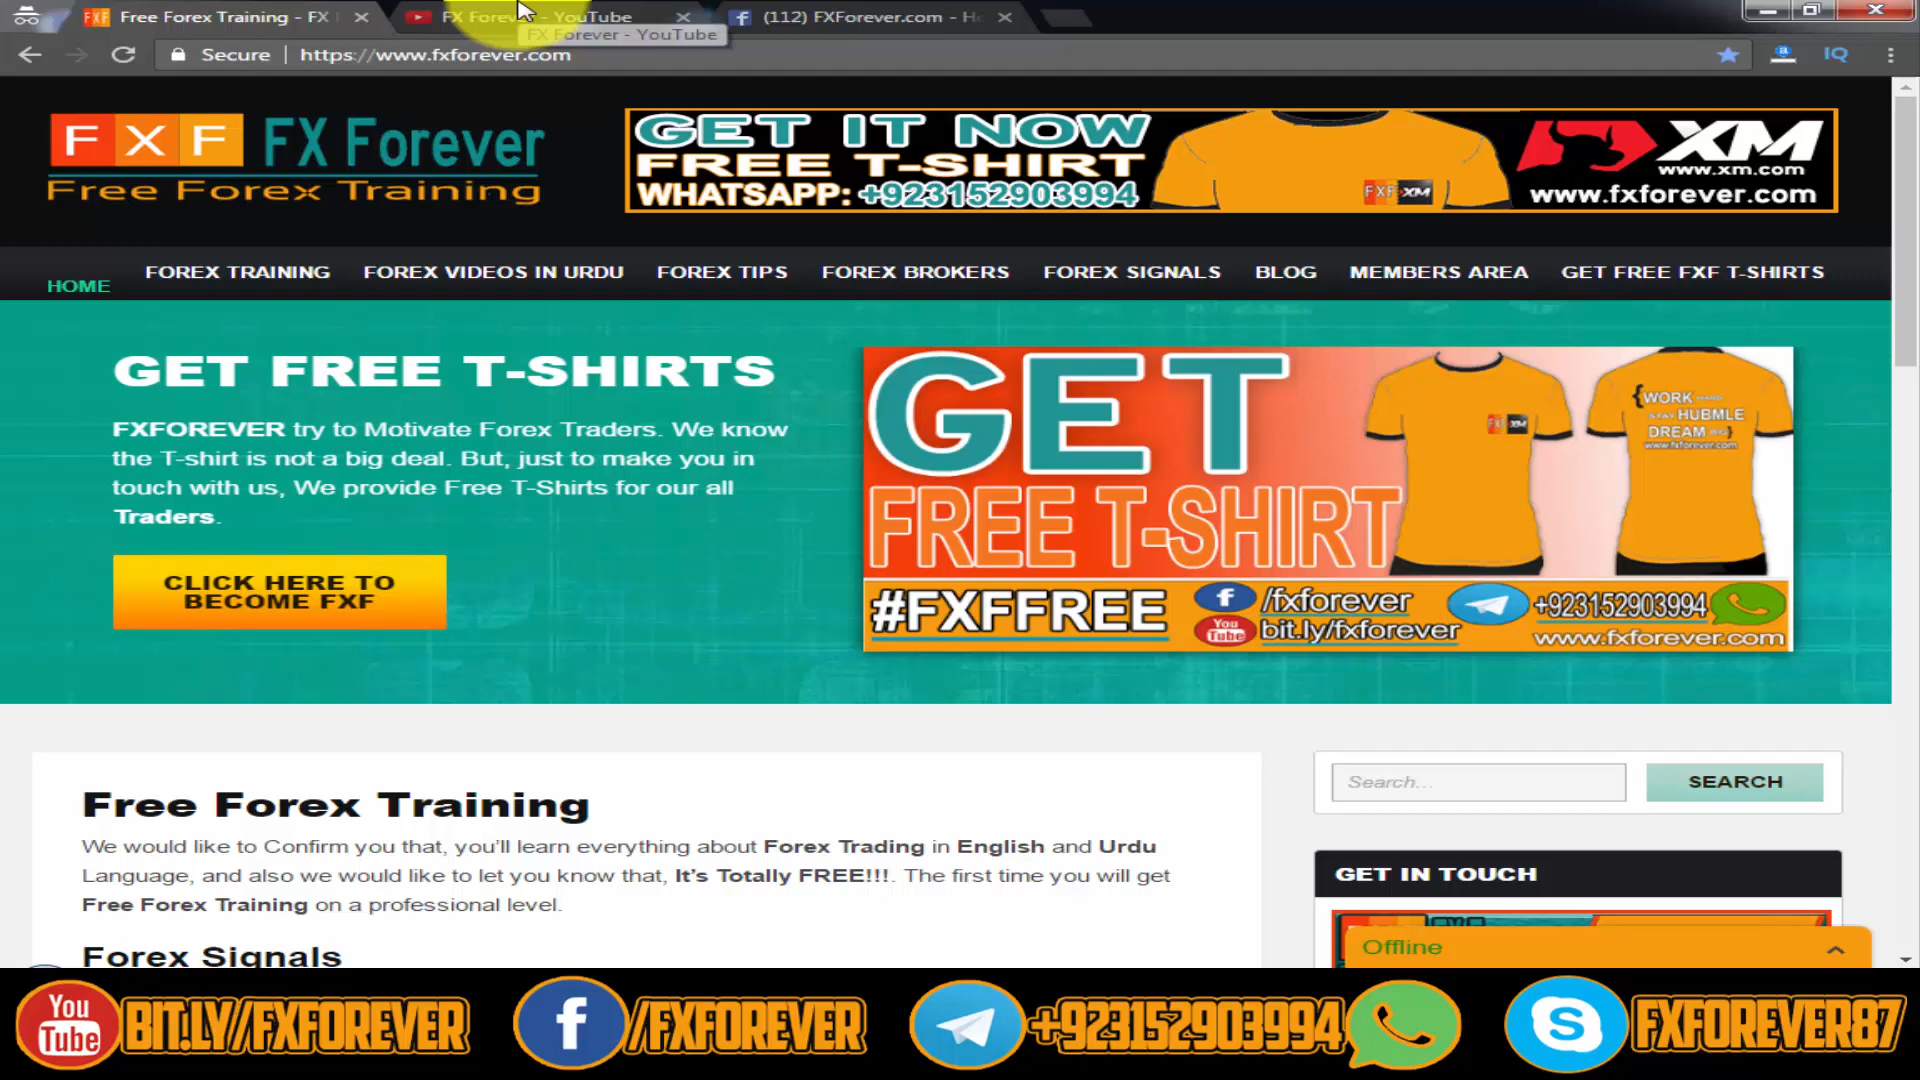 Free Forex Training - FX
FX Forever - YouTube
(112) FXForever.com - Ho
FX Forever - YouTube
Secure | https://www.fxforever.com
IQ
FXF FX Forever
Free Forex Training
GET IT NOW
FREE T-SHIRT
WHATSAPP: +923152903994
FXF XM
XM
www.xm.com
www.fxforever.com
HOME
FOREX TRAINING
FOREX VIDEOS IN URDU
FOREX TIPS
FOREX BROKERS
FOREX SIGNALS
BLOG
MEMBERS AREA
GET FREE FXF T-SHIRTS
GET FREE T-SHIRTS
FXFOREVER try to Motivate Forex Traders. We know
the T-shirt is not a big deal. But, just to make you in
touch with us, We provide Free T-Shirts for our all
Traders.
CLICK HERE TO
BECOME FXF
GET
FREE T-SHIRT
FXF XM
{WORK
HUBMLE
DREAM
www.fxforever.com
#FXFFREE
f /fxforever
You Tube bit.ly/fxforever
+923152903994
www.fxforever.com
Free Forex Training
We would like to Confirm you that, you'll learn everything about Forex Trading in English and Urdu
Language, and also we would like to let you know that, It's Totally FREE!!!. The first time you will get
Free Forex Training on a professional level.
Forex Signals
Search...
SEARCH
GET IN TOUCH
Offline
You Tube BIT.LY/FXFOREVER
f /FXFOREVER
+923152903994
S FXFOREVER87